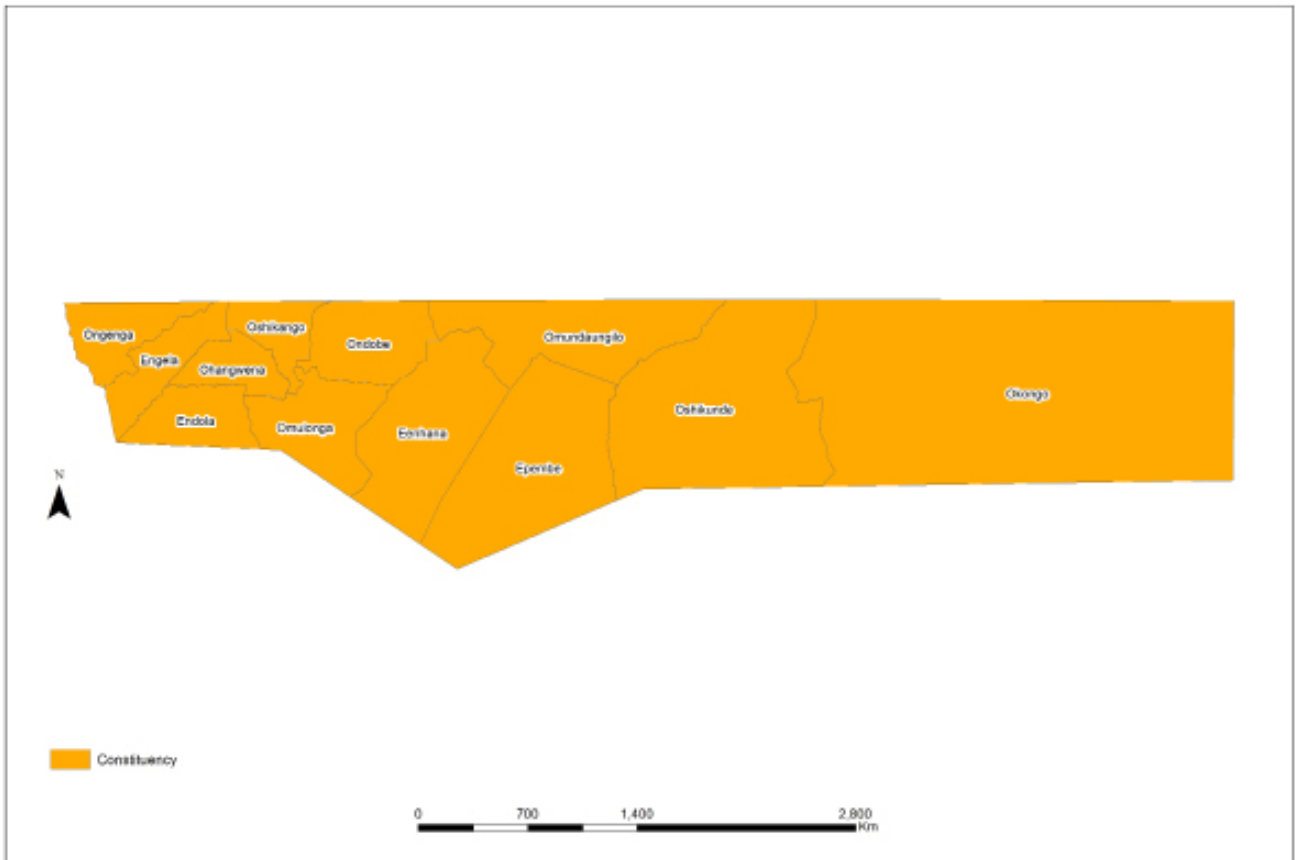 Ongenga
Oshikango
Omundaungilo
Ondobe
Engela
Ohangwena
Okongo
Oshikunde
Endola
Omulonga
Eenhana
Epembe
N
Constituency
0 700 1,400 2,800
Km